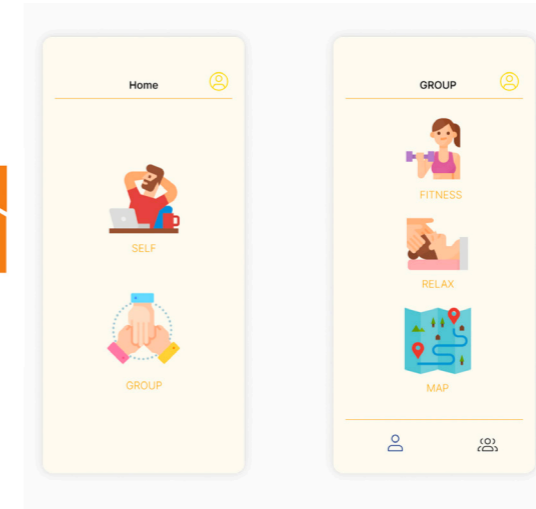 Home
SELF
GROUP
GROUP
FITNESS
RELAX
MAP